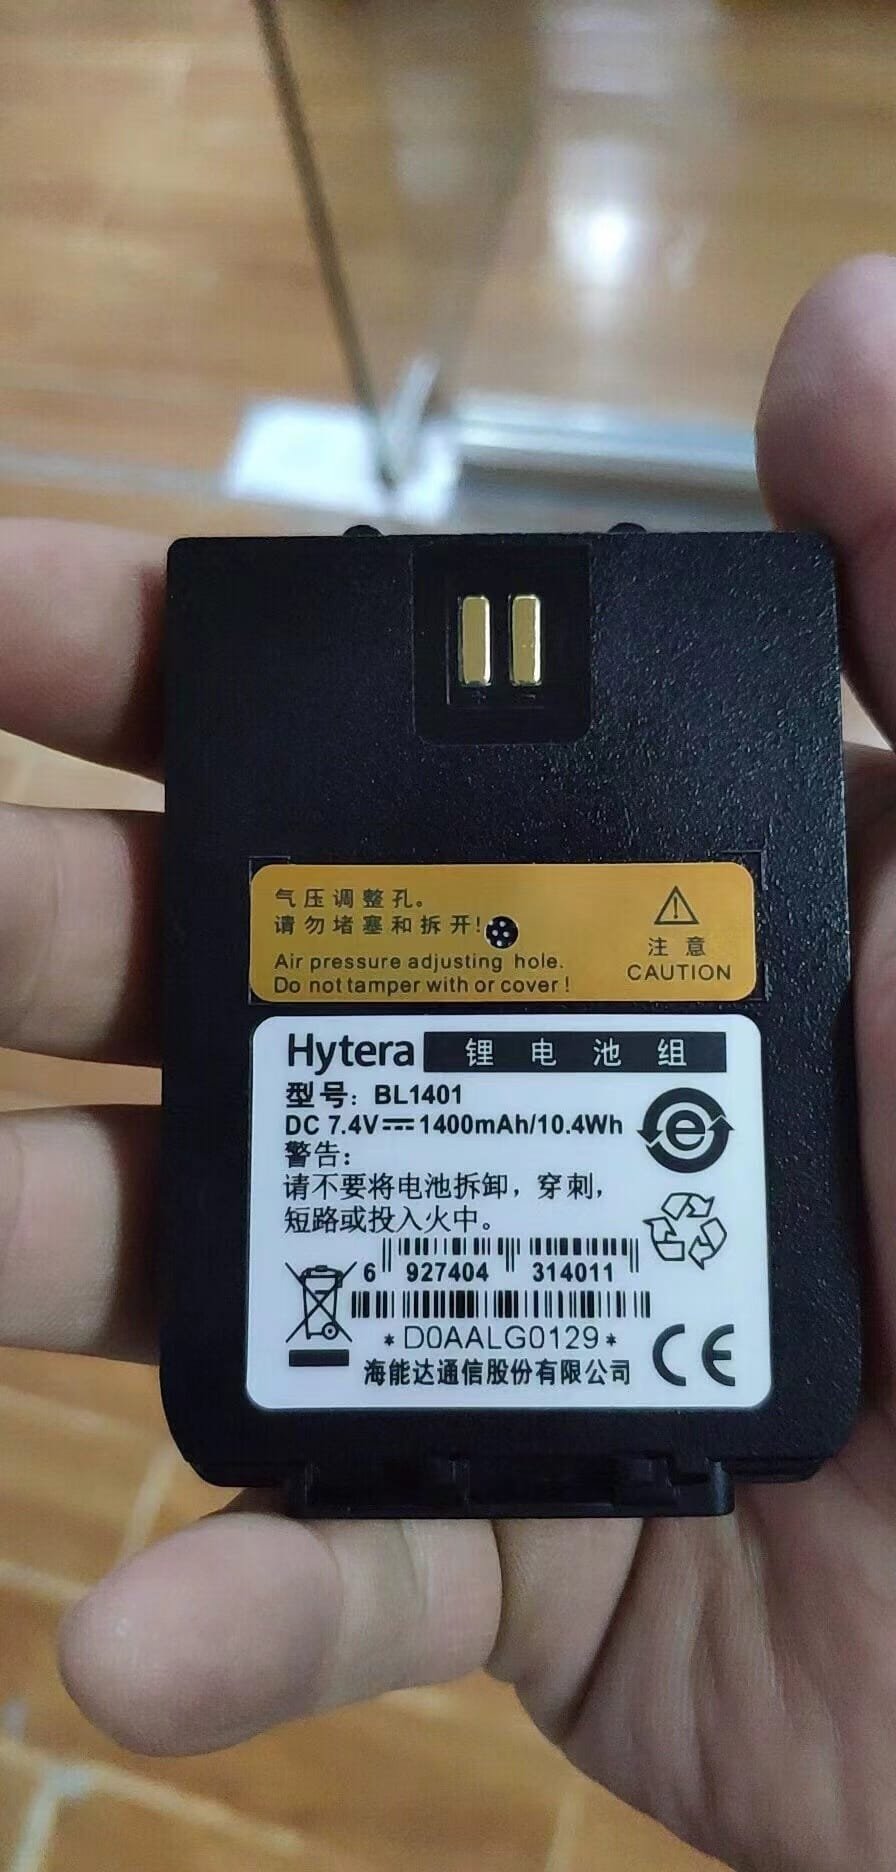 气压调整孔。
请勿堵塞和拆开!
Air pressure adjusting hole.
Do not tamper with or cover !
注 意
CAUTION
Hytera 锂 电 池 组
型号: BL1401
DC 7.4V⎓1400mAh/10.4Wh
警告:
请不要将电池拆卸，穿刺，
短路或投入火中。
6 927404 314011
*D0AALG0129*
海能达通信股份有限公司
CE
e